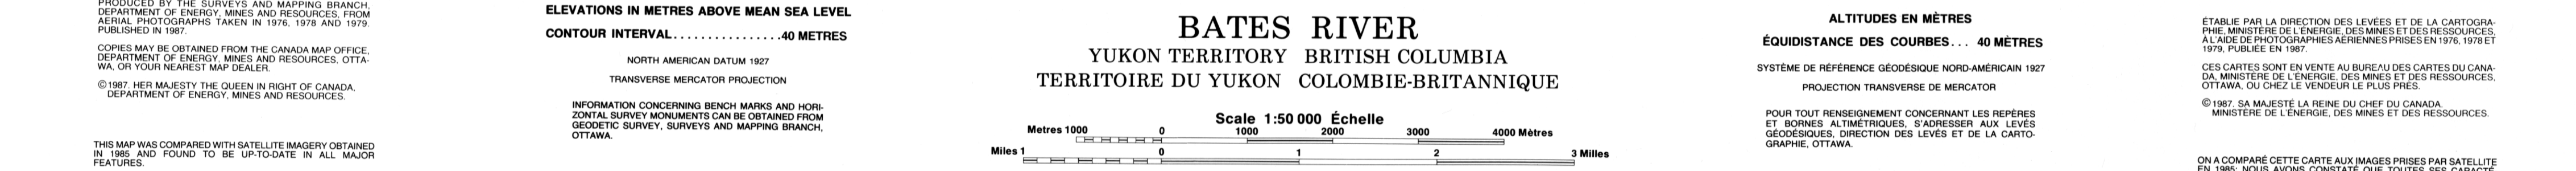 PRODUCED BY THE SURVEYS AND MAPPING BRANCH,
DEPARTMENT OF ENERGY, MINES AND RESOURCES, FROM
AERIAL PHOTOGRAPHS TAKEN IN 1976, 1978 AND 1979.
PUBLISHED IN 1987.
COPIES MAY BE OBTAINED FROM THE CANADA MAP OFFICE,
DEPARTMENT OF ENERGY, MINES AND RESOURCES, OTTA-
WA, OR YOUR NEAREST MAP DEALER.
©1987. HER MAJESTY THE QUEEN IN RIGHT OF CANADA,
DEPARTMENT OF ENERGY, MINES AND RESOURCES.
THIS MAP WAS COMPARED WITH SATELLITE IMAGERY OBTAINED
IN 1985 AND FOUND TO BE UP-TO-DATE IN ALL MAJOR
FEATURES.
ELEVATIONS IN METRES ABOVE MEAN SEA LEVEL
CONTOUR INTERVAL................40 METRES
NORTH AMERICAN DATUM 1927
TRANSVERSE MERCATOR PROJECTION
INFORMATION CONCERNING BENCH MARKS AND HORI-
ZONTAL SURVEY MONUMENTS CAN BE OBTAINED FROM
GEODETIC SURVEY, SURVEYS AND MAPPING BRANCH,
OTTAWA.
BATES RIVER
YUKON TERRITORY BRITISH COLUMBIA
TERRITOIRE DU YUKON COLOMBIE-BRITANNIQUE
Scale 1:50 000 Échelle
Metres 1000 0 1000 2000 3000 4000 Mètres
Miles 1 0 1 2 3 Milles
ALTITUDES EN MÈTRES
ÉQUIDISTANCE DES COURBES... 40 MÈTRES
SYSTÈME DE RÉFÉRENCE GÉODÉSIQUE NORD-AMÉRICAIN 1927
PROJECTION TRANSVERSE DE MERCATOR
POUR TOUT RENSEIGNEMENT CONCERNANT LES REPÈRES
ET BORNES ALTIMÉTRIQUES, S'ADRESSER AUX LEVÉS
GÉODÉSIQUES, DIRECTION DES LEVÉS ET DE LA CARTO-
GRAPHIE, OTTAWA.
ÉTABLIE PAR LA DIRECTION DES LEVÉES ET DE LA CARTOGRA-
PHIE, MINISTÈRE DE L'ÉNERGIE, DES MINES ET DES RESSOURCES,
À L'AIDE DE PHOTOGRAPHIES AÉRIENNES PRISES EN 1976, 1978 ET
1979, PUBLIÉE EN 1987.
CES CARTES SONT EN VENTE AU BUREAU DES CARTES DU CANA-
DA, MINISTÈRE DE L'ÉNERGIE, DES MINES ET DES RESSOURCES,
OTTAWA, OU CHEZ LE VENDEUR LE PLUS PRÈS.
©1987. SA MAJESTÉ LA REINE DU CHEF DU CANADA.
MINISTÈRE DE L'ÉNERGIE, DES MINES ET DES RESSOURCES.
ON A COMPARÉ CETTE CARTE AUX IMAGES PRISES PAR SATELLITE
EN 1985; NOUS AVONS CONSTATÉ QUE TOUTES SES CARACTÉ-